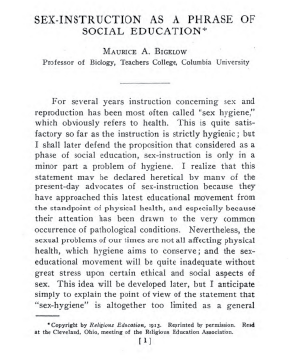 SEX-INSTRUCTION AS A PHRASE OF
SOCIAL EDUCATION*
MAURICE A. BIGELOW
Professor of Biology, Teachers College, Columbia University
For several years instruction concerning sex and
reproduction has been most often called "sex hygiene,"
which obviously refers to health. This is quite satis-
factory so far as the instruction is strictly hygienic; but
I shall later defend the proposition that considered as a
phase of social education, sex-instruction is only in a
minor part a problem of hygiene. I realize that this
statement may be declared heretical by many of the
present-day advocates of sex-instruction because they
have approached this latest educational movement from
the standpoint of physical health, and especially because
their attention has been drawn to the very common
occurrence of pathological conditions. Nevertheless, the
sexual problems of our times are not all affecting physical
health, which hygiene aims to conserve; and the sex-
educational movement will be quite inadequate without
great stress upon certain ethical and social aspects of
sex. This idea will be developed later, but I anticipate
simply to explain the point of view of the statement that
"sex-hygiene" is altogether too limited as a general
*Copyright by Religious Education, 1913. Reprinted by permission. Read
at the Cleveland, Ohio, meeting of the Religious Education Association.
[1]